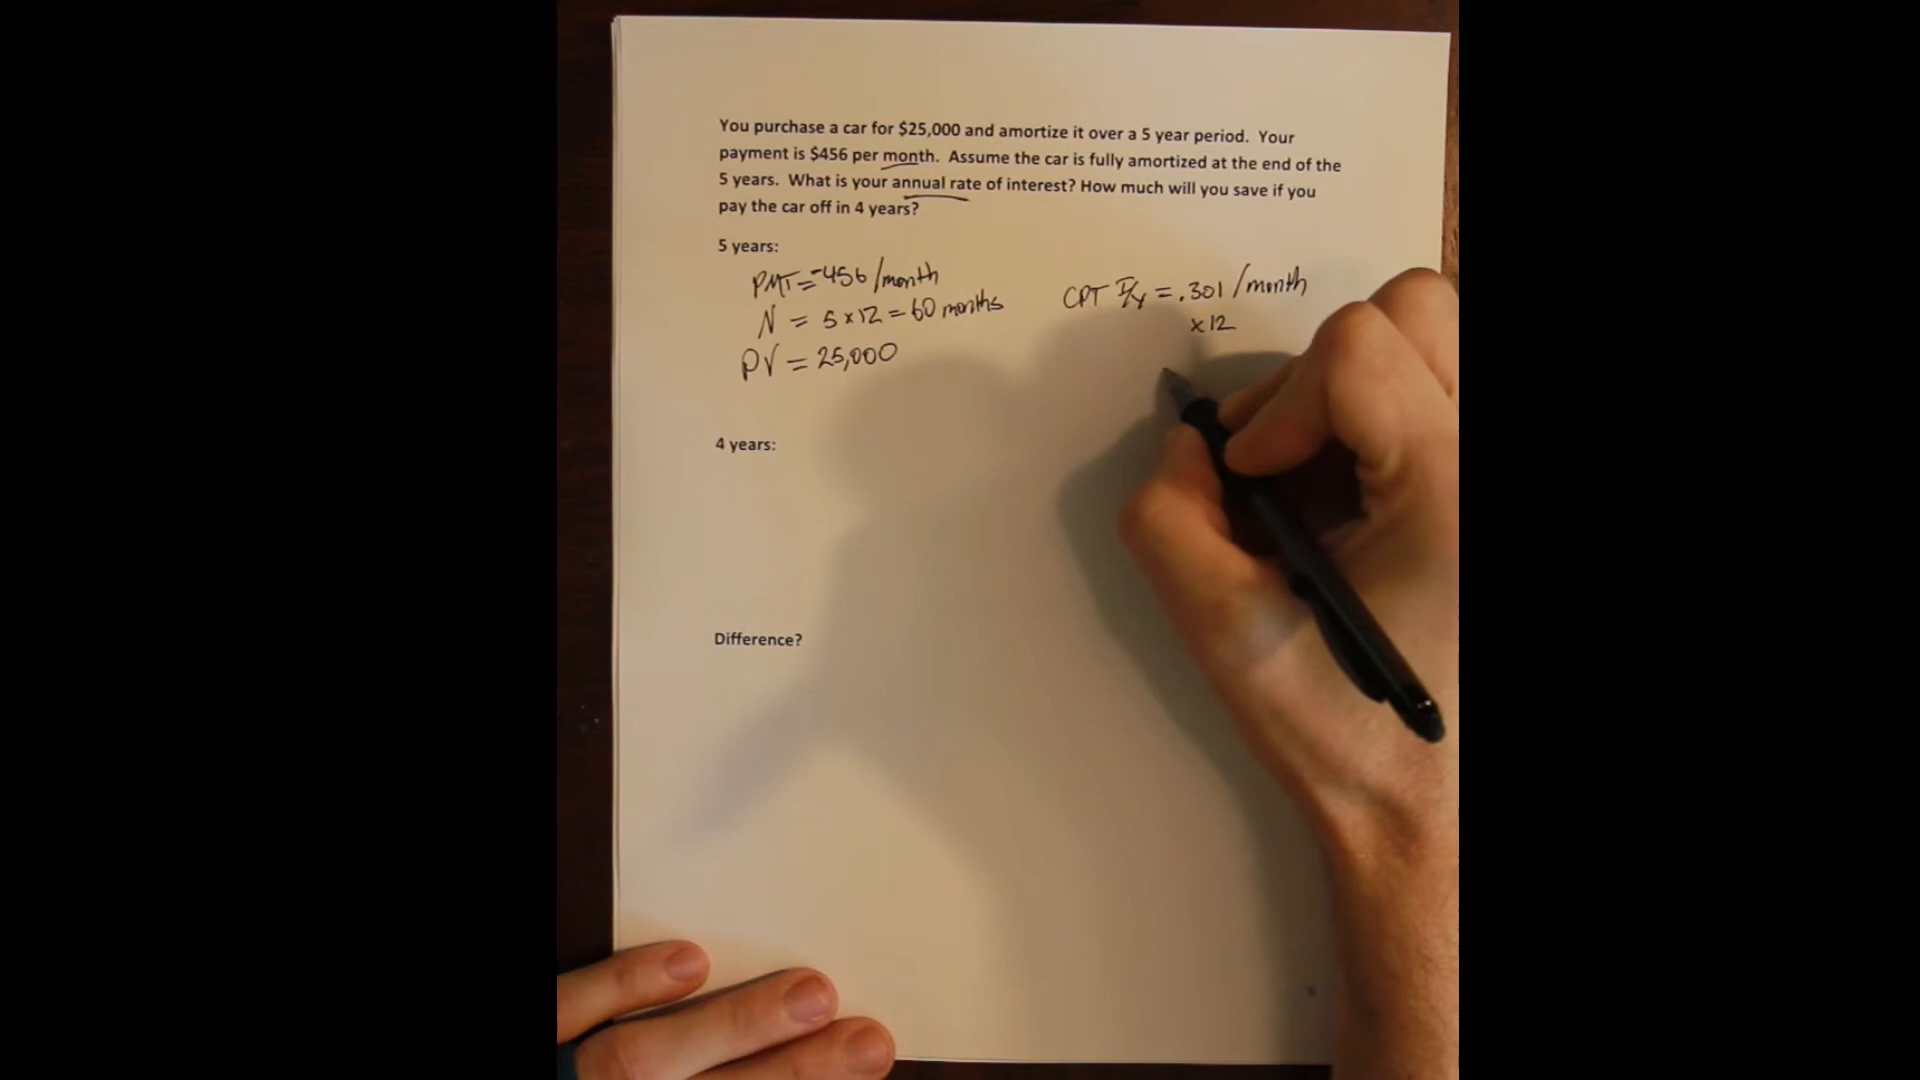 You purchase a car for $25,000 and amortize it over a 5 year period. Your
payment is $456 per month. Assume the car is fully amortized at the end of the
5 years. What is your annual rate of interest? How much will you save if you
pay the car off in 4 years?
5 years:
PMT = -456/month
N = 5 x 12 = 60 months
PV = 25,000
CPT I/Y = .301/month
x 12
4 years:
Difference?